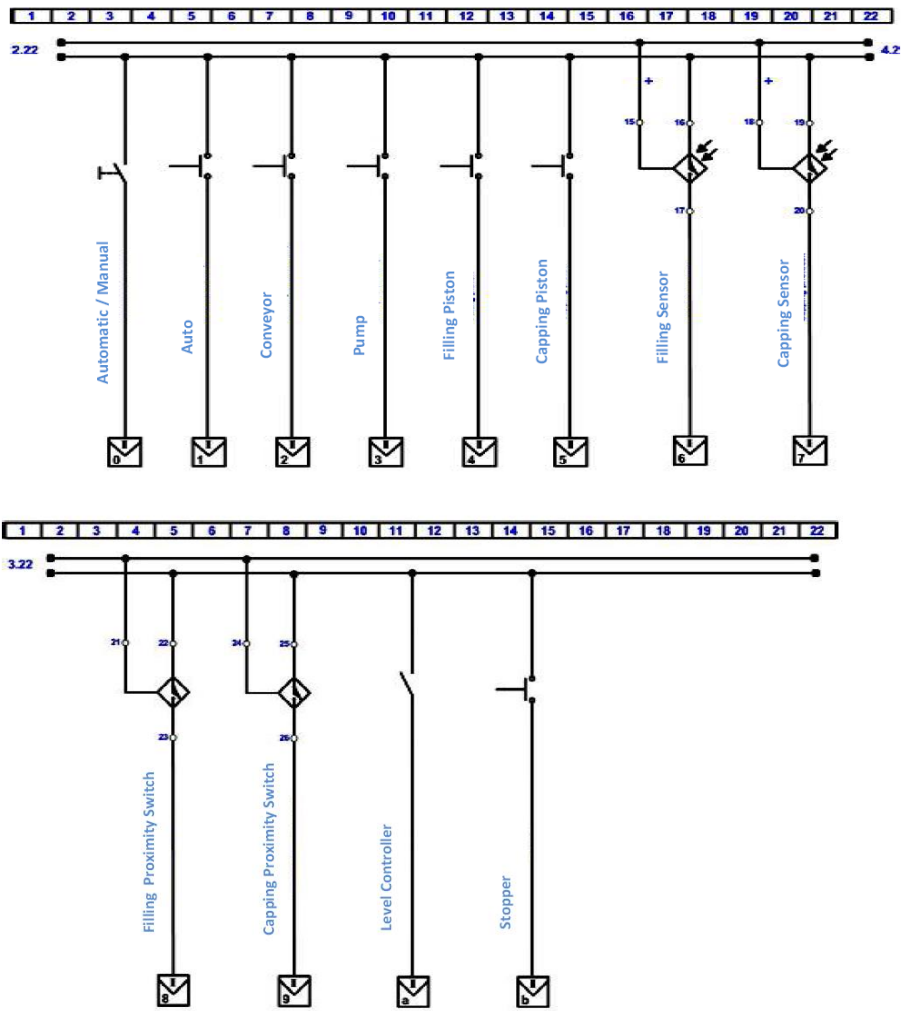 1 2 3 4 5 6 7 8 9 10 11 12 13 14 15 16 17 18 19 20 21 22
2.22
4.2
+ +
15 16 18 19
17 20
Automatic / Manual
Auto
Conveyor
Pump
Filling Piston
Capping Piston
Filling Sensor
Capping Sensor
0 1 2 3 4 5 6 7
1 2 3 4 5 6 7 8 9 10 11 12 13 14 15 16 17 18 19 20 21 22
3.22
21 22 24 25
23 26
Filling Proximity Switch
Capping Proximity Switch
Level Controller
Stopper
8 9 a b